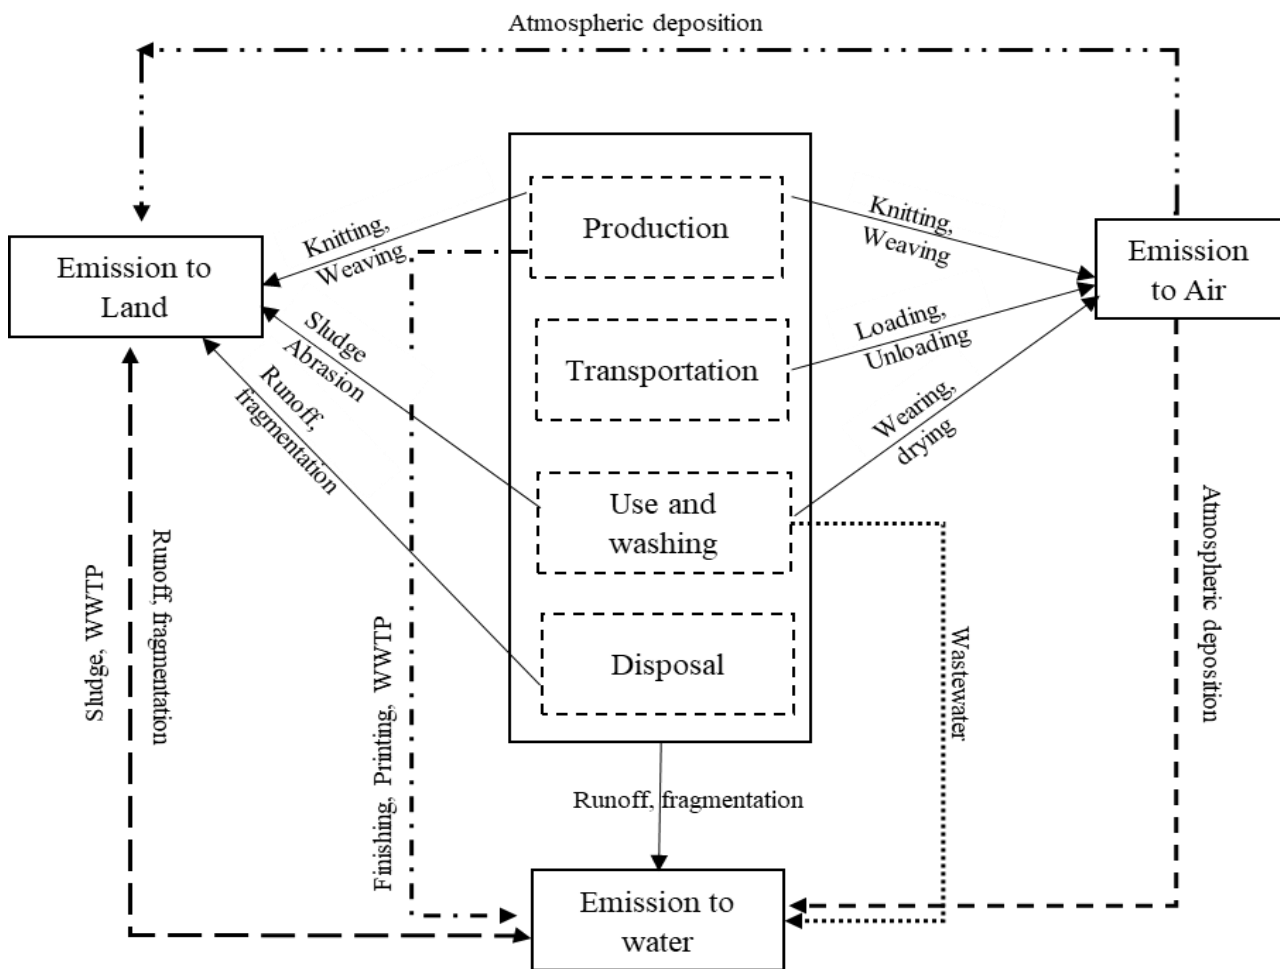 Atmospheric deposition
Production
Knitting,
Weaving
Knitting,
Weaving
Emission to
Land
Emission
to Air
Transportation
Loading,
Unloading
Sludge
Abrasion
Runoff,
fragmentation
Wearing,
drying
Use and
washing
Disposal
Sludge, WWTP
Runoff, fragmentation
Finishing, Printing, WWTP
Wastewater
Atmospheric deposition
Runoff, fragmentation
Emission to
water